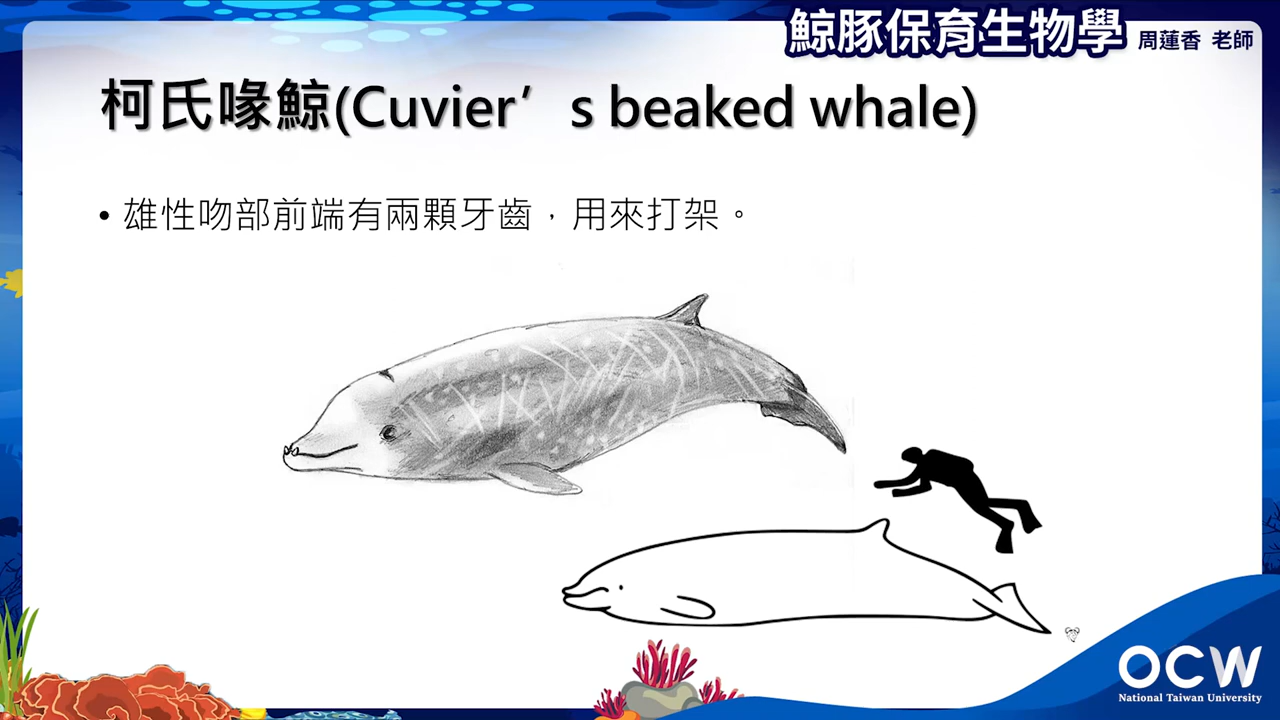 鯨豚保育生物學 周蓮香 老師
柯氏喙鯨(Cuvier’s beaked whale)
• 雄性吻部前端有兩顆牙齒，用來打架。
OCW
National Taiwan University